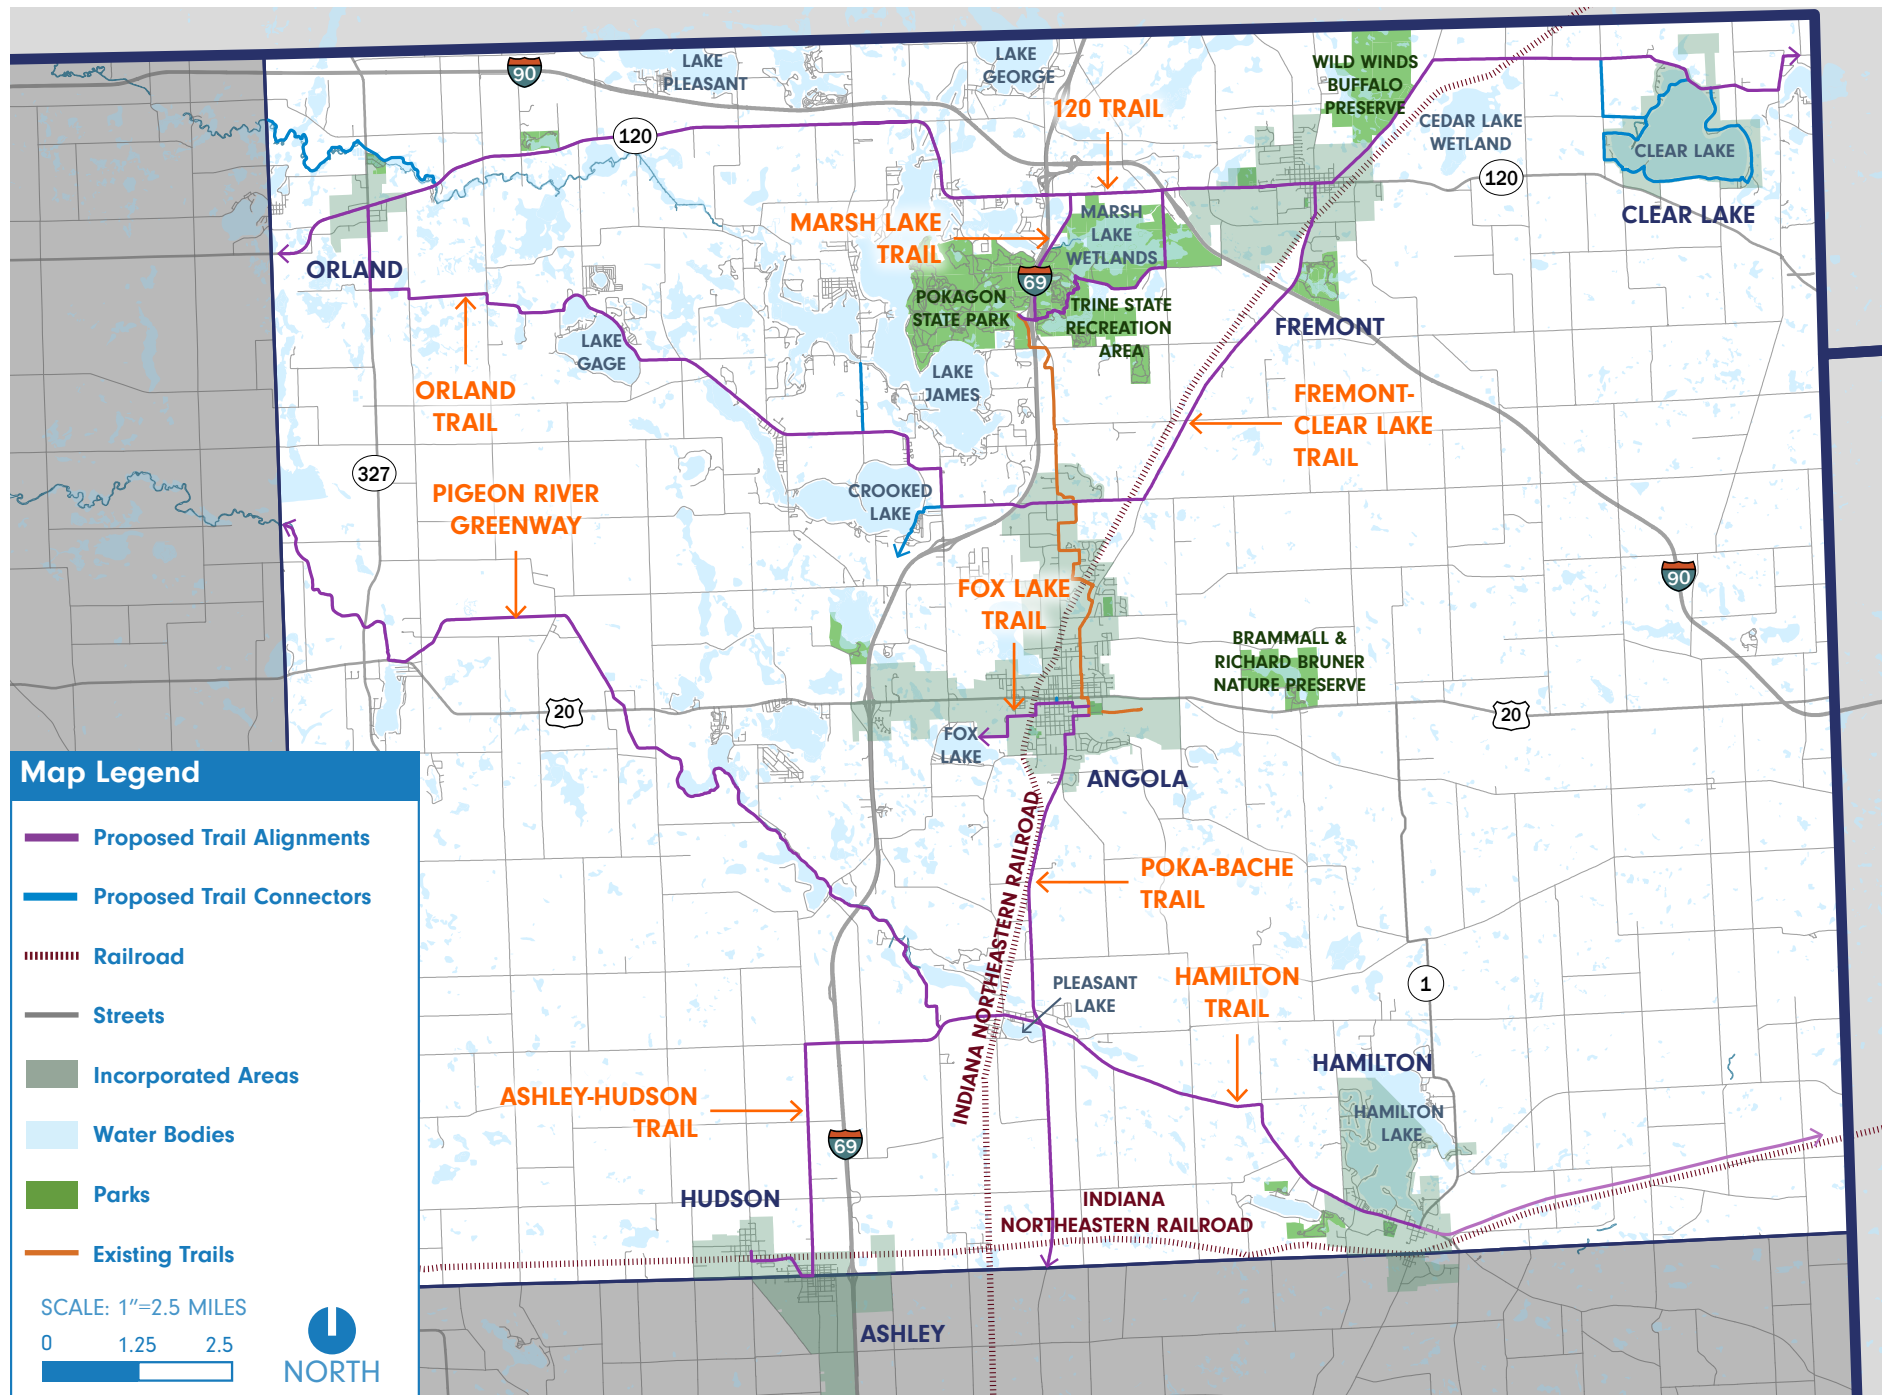 90
LAKE
PLEASANT
LAKE
GEORGE
WILD WINDS
BUFFALO
PRESERVE
120 TRAIL
120
CEDAR LAKE
WETLAND
CLEAR LAKE
120
CLEAR LAKE
MARSH LAKE
TRAIL
MARSH
LAKE
WETLANDS
ORLAND
69
POKAGON
STATE PARK
TRINE STATE
RECREATION
AREA
FREMONT
LAKE
GAGE
LAKE
JAMES
ORLAND
TRAIL
FREMONT-
CLEAR LAKE
TRAIL
327
PIGEON RIVER
GREENWAY
CROOKED
LAKE
90
FOX LAKE
TRAIL
BRAMMALL &
RICHARD BRUNER
NATURE PRESERVE
20
20
FOX
LAKE
ANGOLA
INDIANA NORTHEASTERN RAILROAD
POKA-BACHE
TRAIL
PLEASANT
LAKE
HAMILTON
TRAIL
1
HAMILTON
HAMILTON
LAKE
ASHLEY-HUDSON
TRAIL
69
HUDSON
INDIANA
NORTHEASTERN RAILROAD
ASHLEY
Map Legend
Proposed Trail Alignments
Proposed Trail Connectors
Railroad
Streets
Incorporated Areas
Water Bodies
Parks
Existing Trails
SCALE: 1″=2.5 MILES
0 1.25 2.5
NORTH